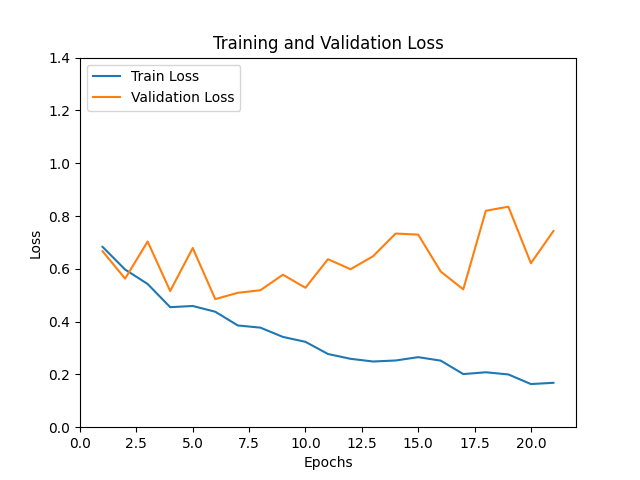 Training and Validation Loss
Train Loss
Validation Loss
1.4
1.2
1.0
0.8
0.6
0.4
0.2
0.0
Loss
0.0 2.5 5.0 7.5 10.0 12.5 15.0 17.5 20.0
Epochs